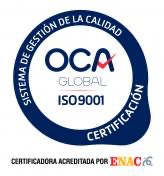 SISTEMA DE GESTIÓN DE LA CALIDAD
OCA
GLOBAL
ISO9001
CERTIFICACIÓN
CERTIFICADORA ACREDITADA POR ENAC